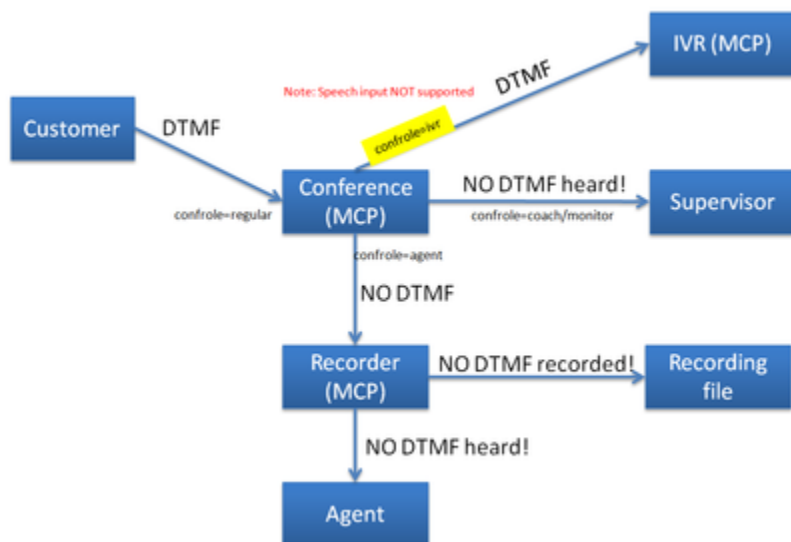 IVR (MCP)
DTMF
Note: Speech input NOT supported
Customer
DTMF
confrole=ivr
Conference
(MCP)
NO DTMF heard!
Supervisor
confrole=regular
confrole=coach/monitor
confrole=agent
NO DTMF
Recorder
(MCP)
NO DTMF recorded!
Recording
file
NO DTMF heard!
Agent